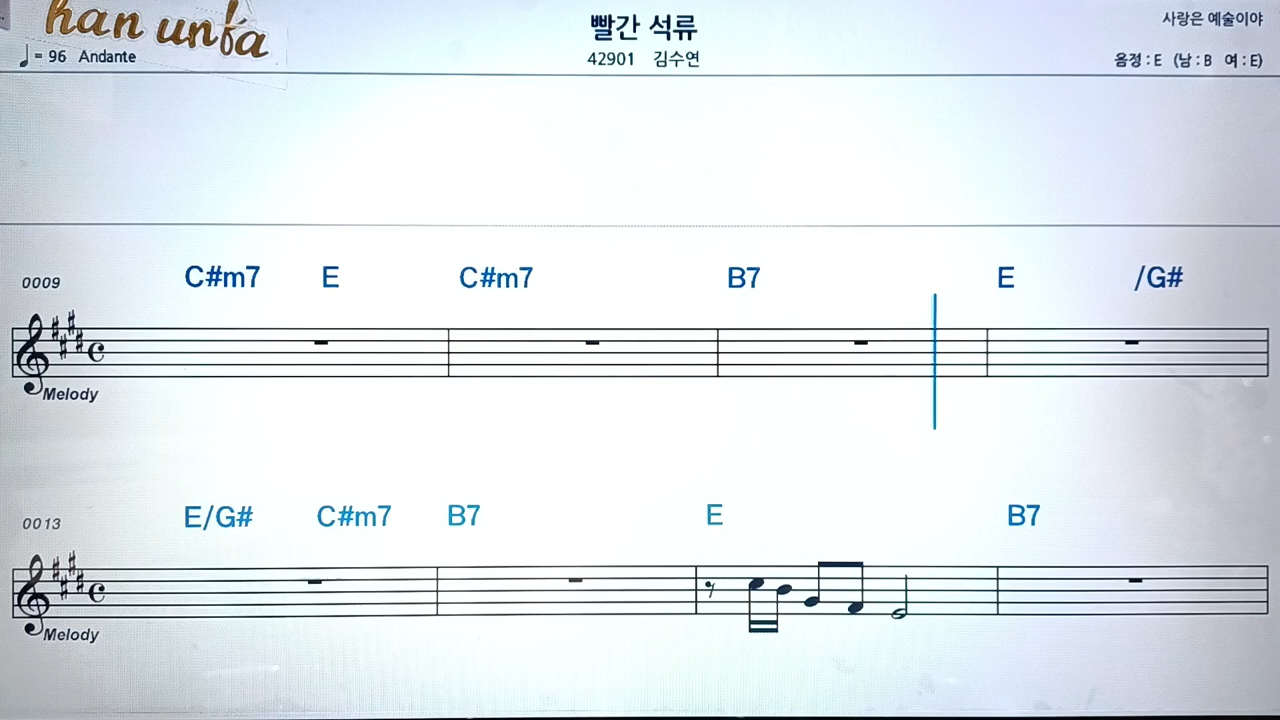 han unfa
빨간 석류
사랑은 예술이야
♩= 96 Andante
42901 김수연
음정 : E (남 : B 여 : E)
0009 C#m7 E C#m7 B7 E /G#
Melody
0013 E/G# C#m7 B7 E B7
Melody